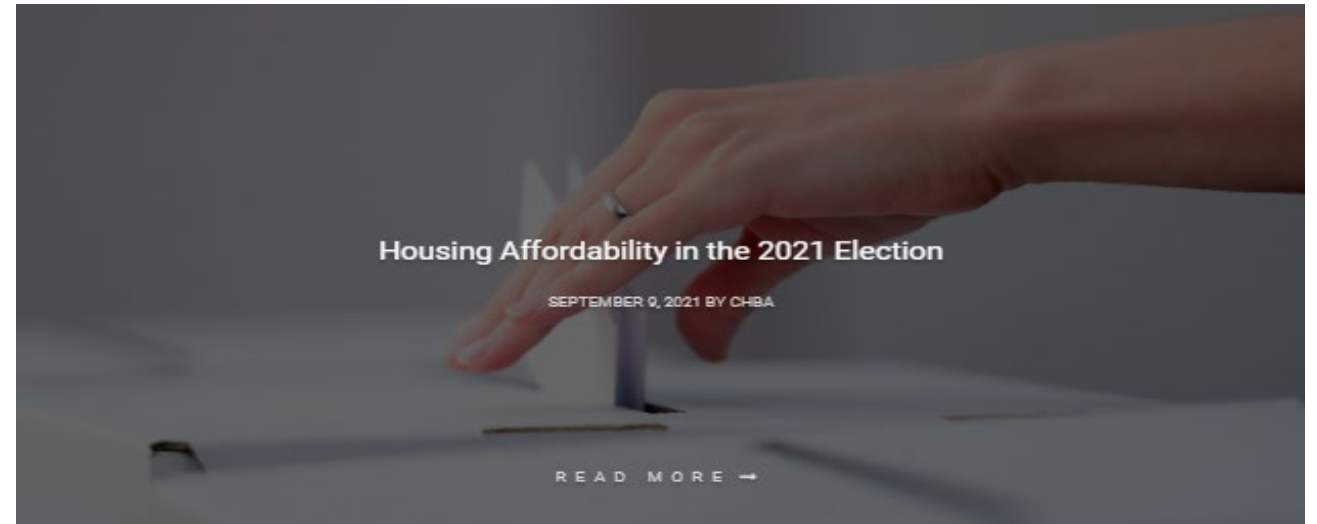 Housing Affordability in the 2021 Election
SEPTEMBER 9, 2021 BY CHBA
READ MORE →